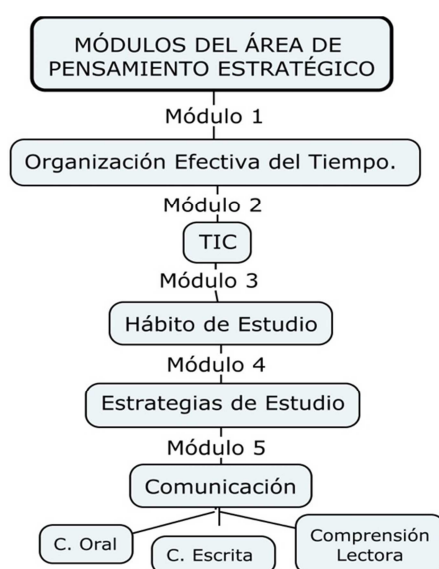 MÓDULOS DEL ÁREA DE
PENSAMIENTO ESTRATÉGICO
Módulo 1
Organización Efectiva del Tiempo.
Módulo 2
TIC
Módulo 3
Hábito de Estudio
Módulo 4
Estrategias de Estudio
Módulo 5
Comunicación
C. Oral
C. Escrita
Comprensión
Lectora